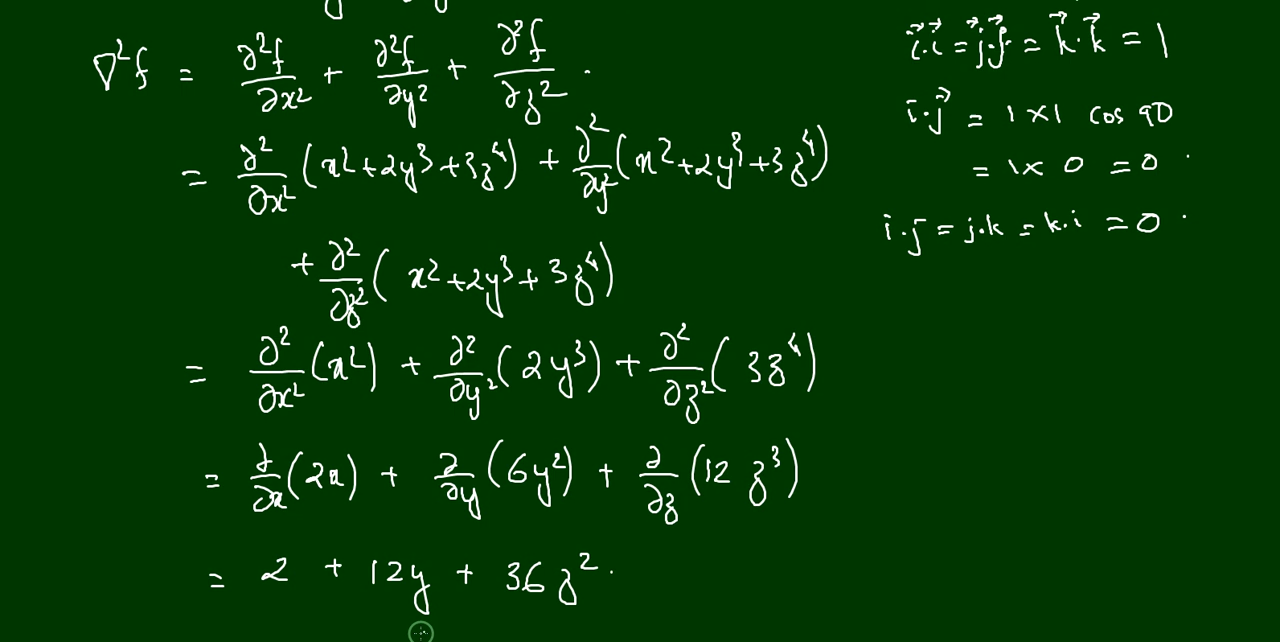 ∇²f = ∂²f/∂x² + ∂²f/∂y² + ∂²f/∂z² .
= ∂²/∂x² (x² + 2y³ + 3z⁴) + ∂²/∂y² (x² + 2y³ + 3z⁴)
+ ∂²/∂z² (x² + 2y³ + 3z⁴)
= ∂²/∂x² (x²) + ∂²/∂y² (2y³) + ∂²/∂z² (3z⁴)
= ∂/∂x (2x) + ∂/∂y (6y²) + ∂/∂z (12 z³)
= 2 + 12y + 36z² .
i⃗.i⃗ = j⃗.j⃗ = k⃗.k⃗ = 1
i.j⃗ = 1×1 cos 90
= 1× 0 = 0 .
i.j = j.k = k.i = 0 .